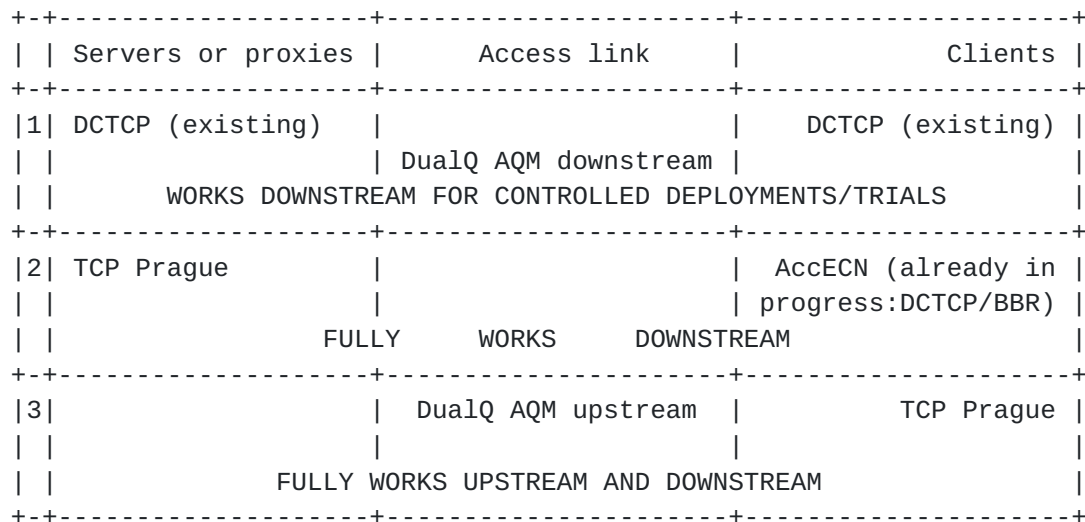 +-+--------------------+----------------------+---------------------+
| | Servers or proxies |      Access link     |             Clients |
+-+--------------------+----------------------+---------------------+
|1| DCTCP (existing)   |                      |    DCTCP (existing) |
| |                    | DualQ AQM downstream |                     |
| |       WORKS DOWNSTREAM FOR CONTROLLED DEPLOYMENTS/TRIALS        |
+-+--------------------+----------------------+---------------------+
|2| TCP Prague         |                      |  AccECN (already in |
| |                    |                      | progress:DCTCP/BBR) |
| |                 FULLY     WORKS     DOWNSTREAM                  |
+-+--------------------+----------------------+---------------------+
|3|                    |  DualQ AQM upstream  |          TCP Prague |
| |                    |                      |                     |
| |              FULLY WORKS UPSTREAM AND DOWNSTREAM                |
+-+--------------------+----------------------+---------------------+